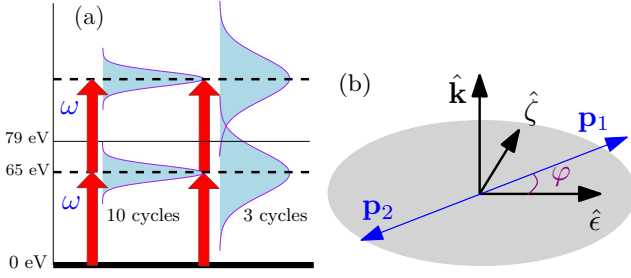 (a)
ω
79 eV
65 eV
ω
10 cycles
3 cycles
0 eV
(b)
k̂
ζ̂
p₁
φ
p₂
ε̂